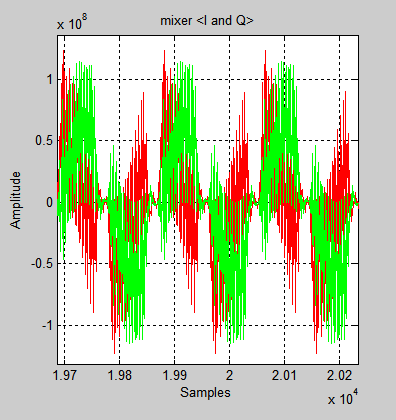 mixer <I and Q>
x 10^8
1
0.5
0
-0.5
-1
Amplitude
1.97 1.98 1.99 2 2.01 2.02
Samples
x 10^4